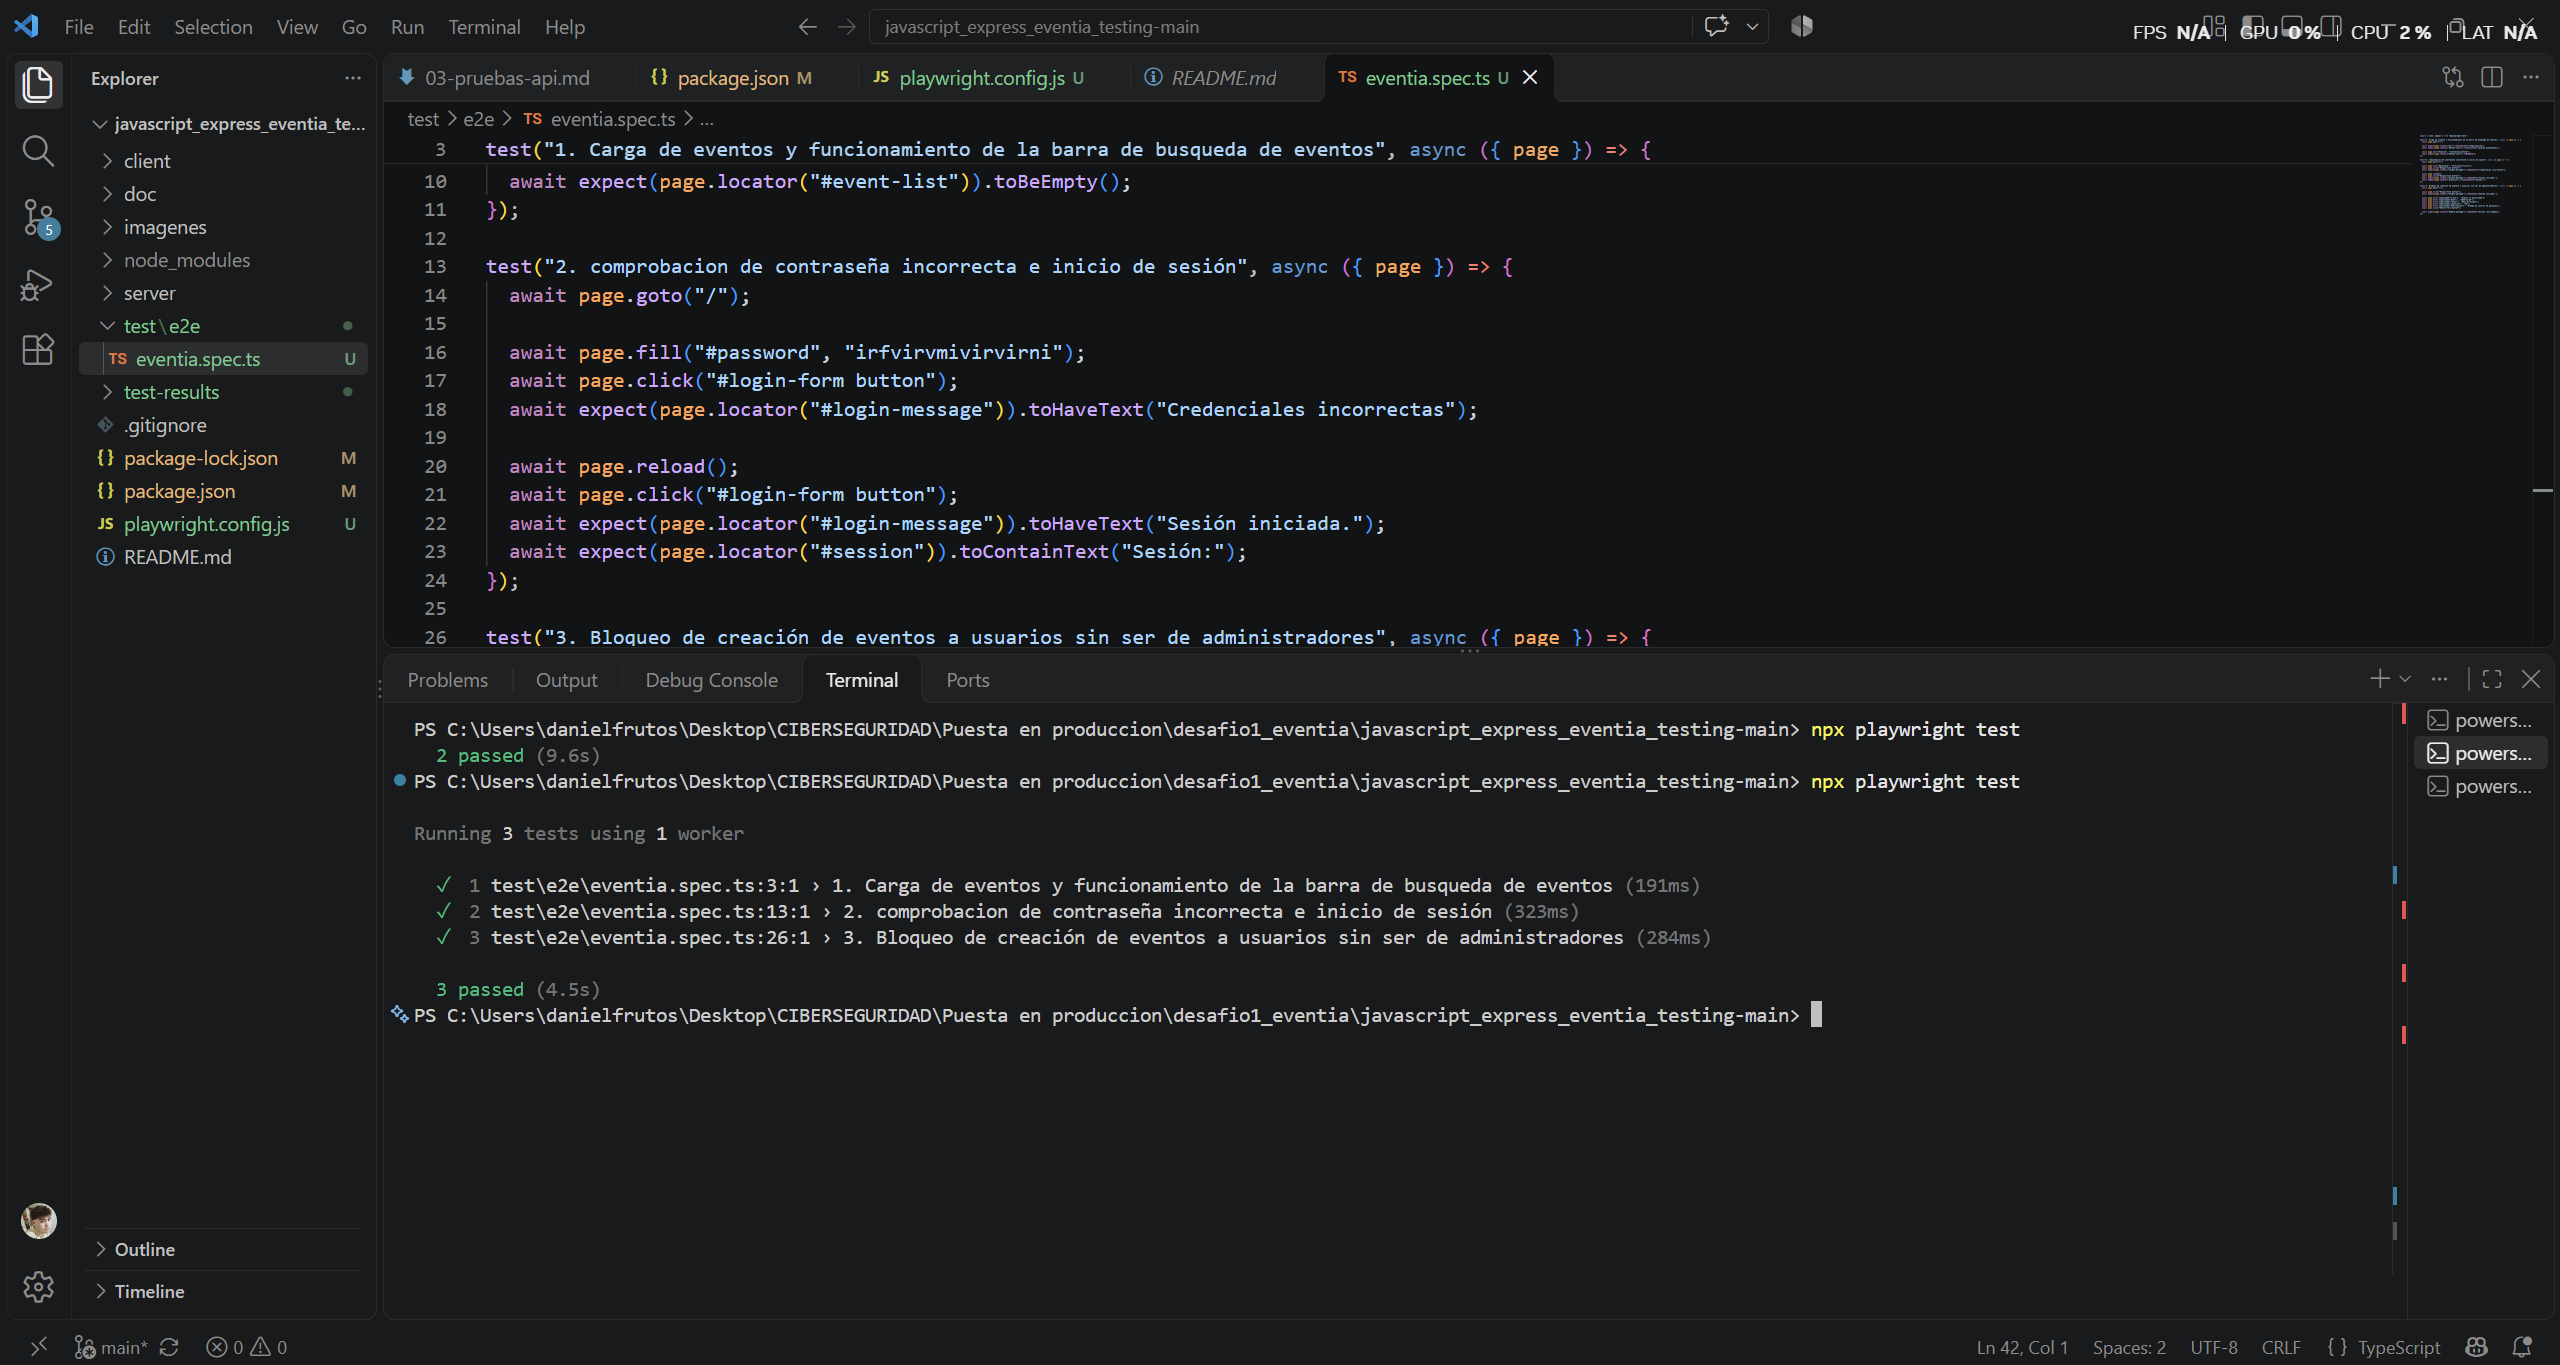 File Edit Selection View Go Run Terminal Help
javascript_express_eventia_testing-main
FPS N/A | GPU 0% | CPU 2% | LAT N/A
Explorer
javascript_express_eventia_te...
client
doc
imagenes
node_modules
server
test\e2e
TS eventia.spec.ts U
test-results
.gitignore
{} package-lock.json M
{} package.json M
JS playwright.config.js U
README.md
5
Outline
Timeline
03-pruebas-api.md
{} package.json M
JS playwright.config.js U
README.md
TS eventia.spec.ts U
test > e2e > TS eventia.spec.ts > ...
3 test("1. Carga de eventos y funcionamiento de la barra de busqueda de eventos", async ({ page }) => {
10 await expect(page.locator("#event-list")).toBeEmpty();
11 });
12
13 test("2. comprobacion de contraseña incorrecta e inicio de sesión", async ({ page }) => {
14 await page.goto("/");
15
16 await page.fill("#password", "irfvirvmivirvirni");
17 await page.click("#login-form button");
18 await expect(page.locator("#login-message")).toHaveText("Credenciales incorrectas");
19
20 await page.reload();
21 await page.click("#login-form button");
22 await expect(page.locator("#login-message")).toHaveText("Sesión iniciada.");
23 await expect(page.locator("#session")).toContainText("Sesión:");
24 });
25
26 test("3. Bloqueo de creación de eventos a usuarios sin ser de administradores", async ({ page }) => {
Problems Output Debug Console Terminal Ports
PS C:\Users\danielfrutos\Desktop\CIBERSEGURIDAD\Puesta en produccion\desafio1_eventia\javascript_express_eventia_testing-main> npx playwright test
2 passed (9.6s)
PS C:\Users\danielfrutos\Desktop\CIBERSEGURIDAD\Puesta en produccion\desafio1_eventia\javascript_express_eventia_testing-main> npx playwright test
Running 3 tests using 1 worker
✓ 1 test\e2e\eventia.spec.ts:3:1 › 1. Carga de eventos y funcionamiento de la barra de busqueda de eventos (191ms)
✓ 2 test\e2e\eventia.spec.ts:13:1 › 2. comprobacion de contraseña incorrecta e inicio de sesión (323ms)
✓ 3 test\e2e\eventia.spec.ts:26:1 › 3. Bloqueo de creación de eventos a usuarios sin ser de administradores (284ms)
3 passed (4.5s)
PS C:\Users\danielfrutos\Desktop\CIBERSEGURIDAD\Puesta en produccion\desafio1_eventia\javascript_express_eventia_testing-main>
powers...
powers...
powers...
main* 0 0
Ln 42, Col 1 Spaces: 2 UTF-8 CRLF {} TypeScript